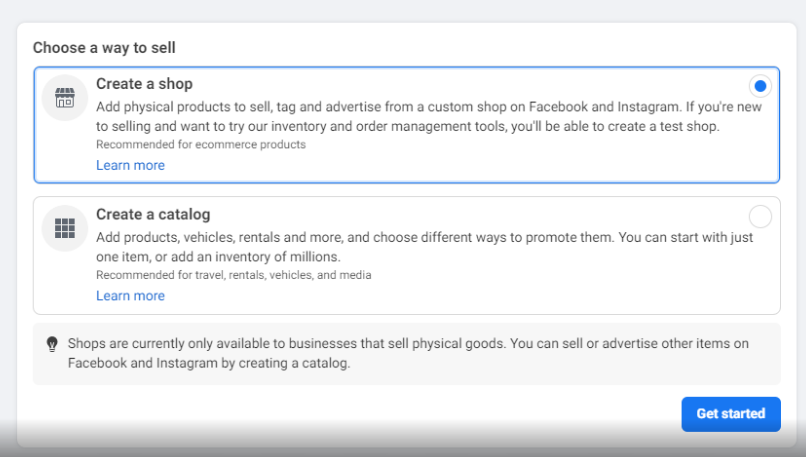 Choose a way to sell
Create a shop
Add physical products to sell, tag and advertise from a custom shop on Facebook and Instagram. If you're new
to selling and want to try our inventory and order management tools, you'll be able to create a test shop.
Recommended for ecommerce products
Learn more
Create a catalog
Add products, vehicles, rentals and more, and choose different ways to promote them. You can start with just
one item, or add an inventory of millions.
Recommended for travel, rentals, vehicles, and media
Learn more
Shops are currently only available to businesses that sell physical goods. You can sell or advertise other items on
Facebook and Instagram by creating a catalog.
Get started